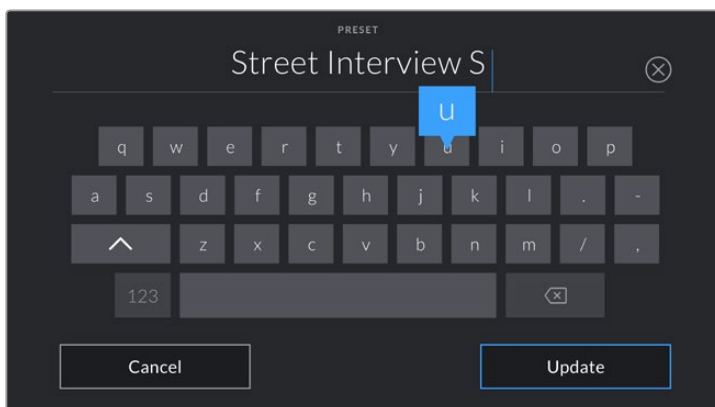 PRESET
Street Interview S
u
q w e r t y u i o p
a s d f g h j k l . -
z x c v b n m / ,
123
Cancel Update